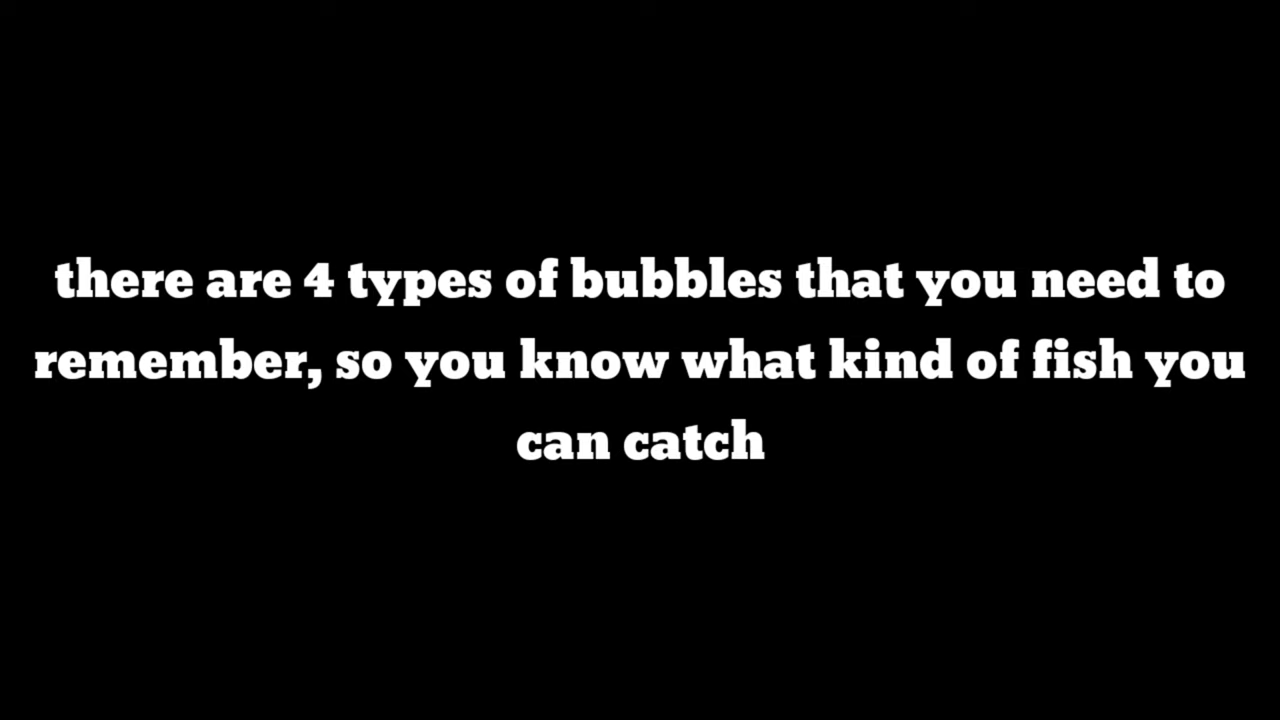 there are 4 types of bubbles that you need to
remember, so you know what kind of fish you
can catch